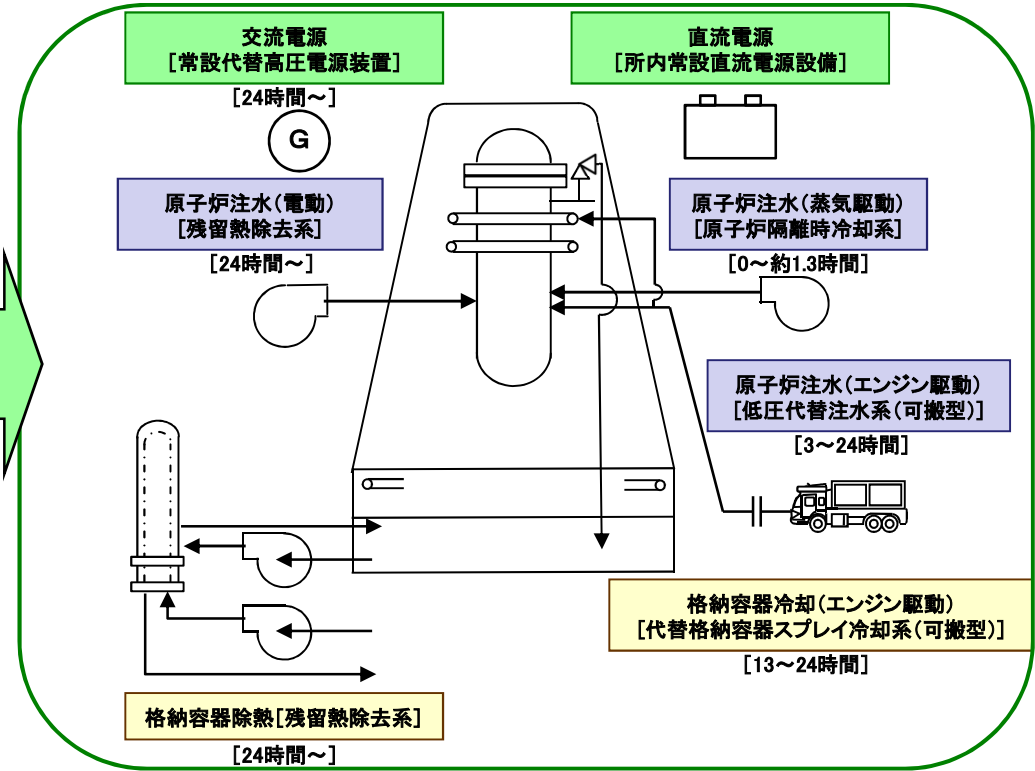 交流電源
[常設代替高圧電源装置]
[24時間～]
G
直流電源
[所内常設直流電源設備]
原子炉注水(電動)
[残留熱除去系]
[24時間～]
原子炉注水(蒸気駆動)
[原子炉隔離時冷却系]
[0～約1.3時間]
原子炉注水(エンジン駆動)
[低圧代替注水系(可搬型)]
[3～24時間]
格納容器冷却(エンジン駆動)
[代替格納容器スプレイ冷却系(可搬型)]
[13～24時間]
格納容器除熱[残留熱除去系]
[24時間～]